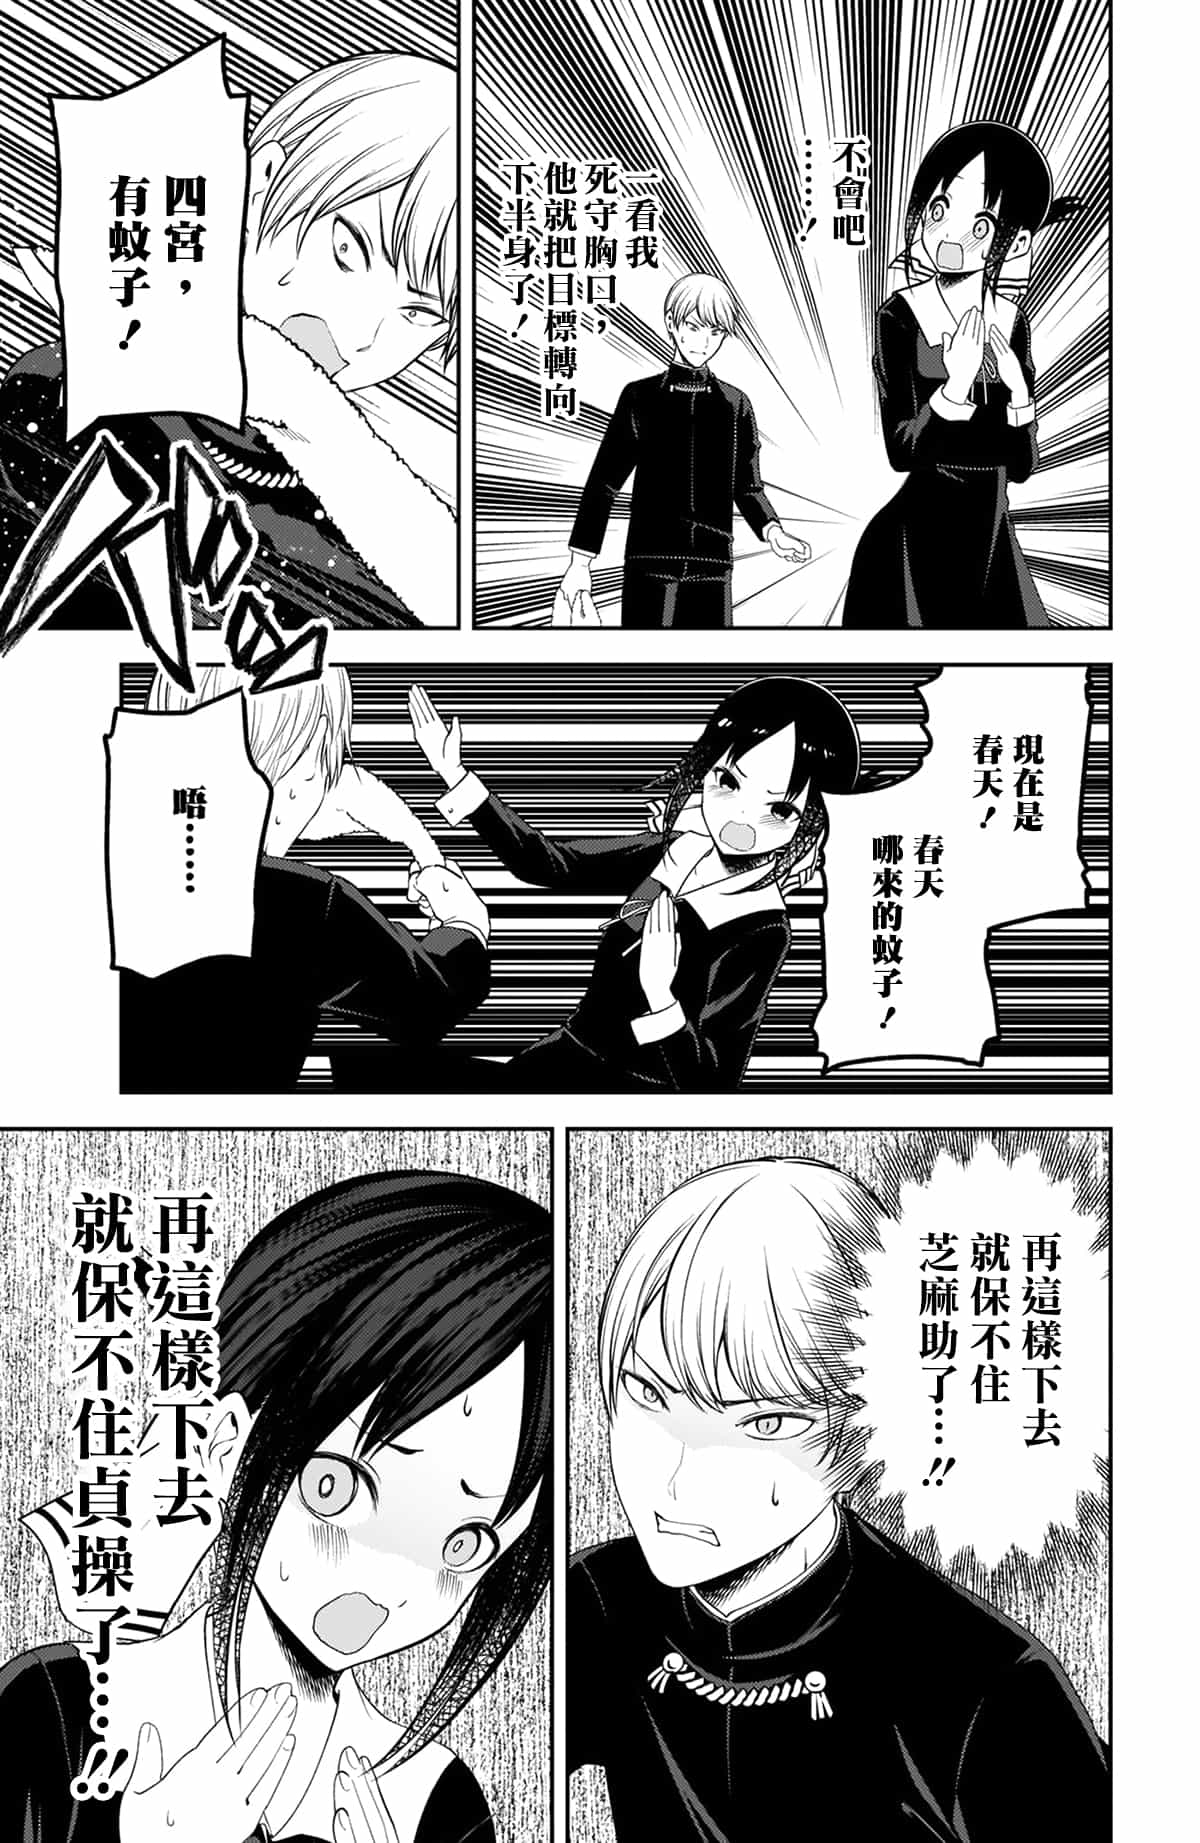 不會吧
……！
一看我
死守胸口，
他就把目標轉向
下半身了！
四宮，
有蚊子！
バッ
現在是
春天！
春天
哪來的蚊子！
唔……
再這樣下去
就保不住
芝麻助了……!!
再這樣下去
就保不住貞操了……!!